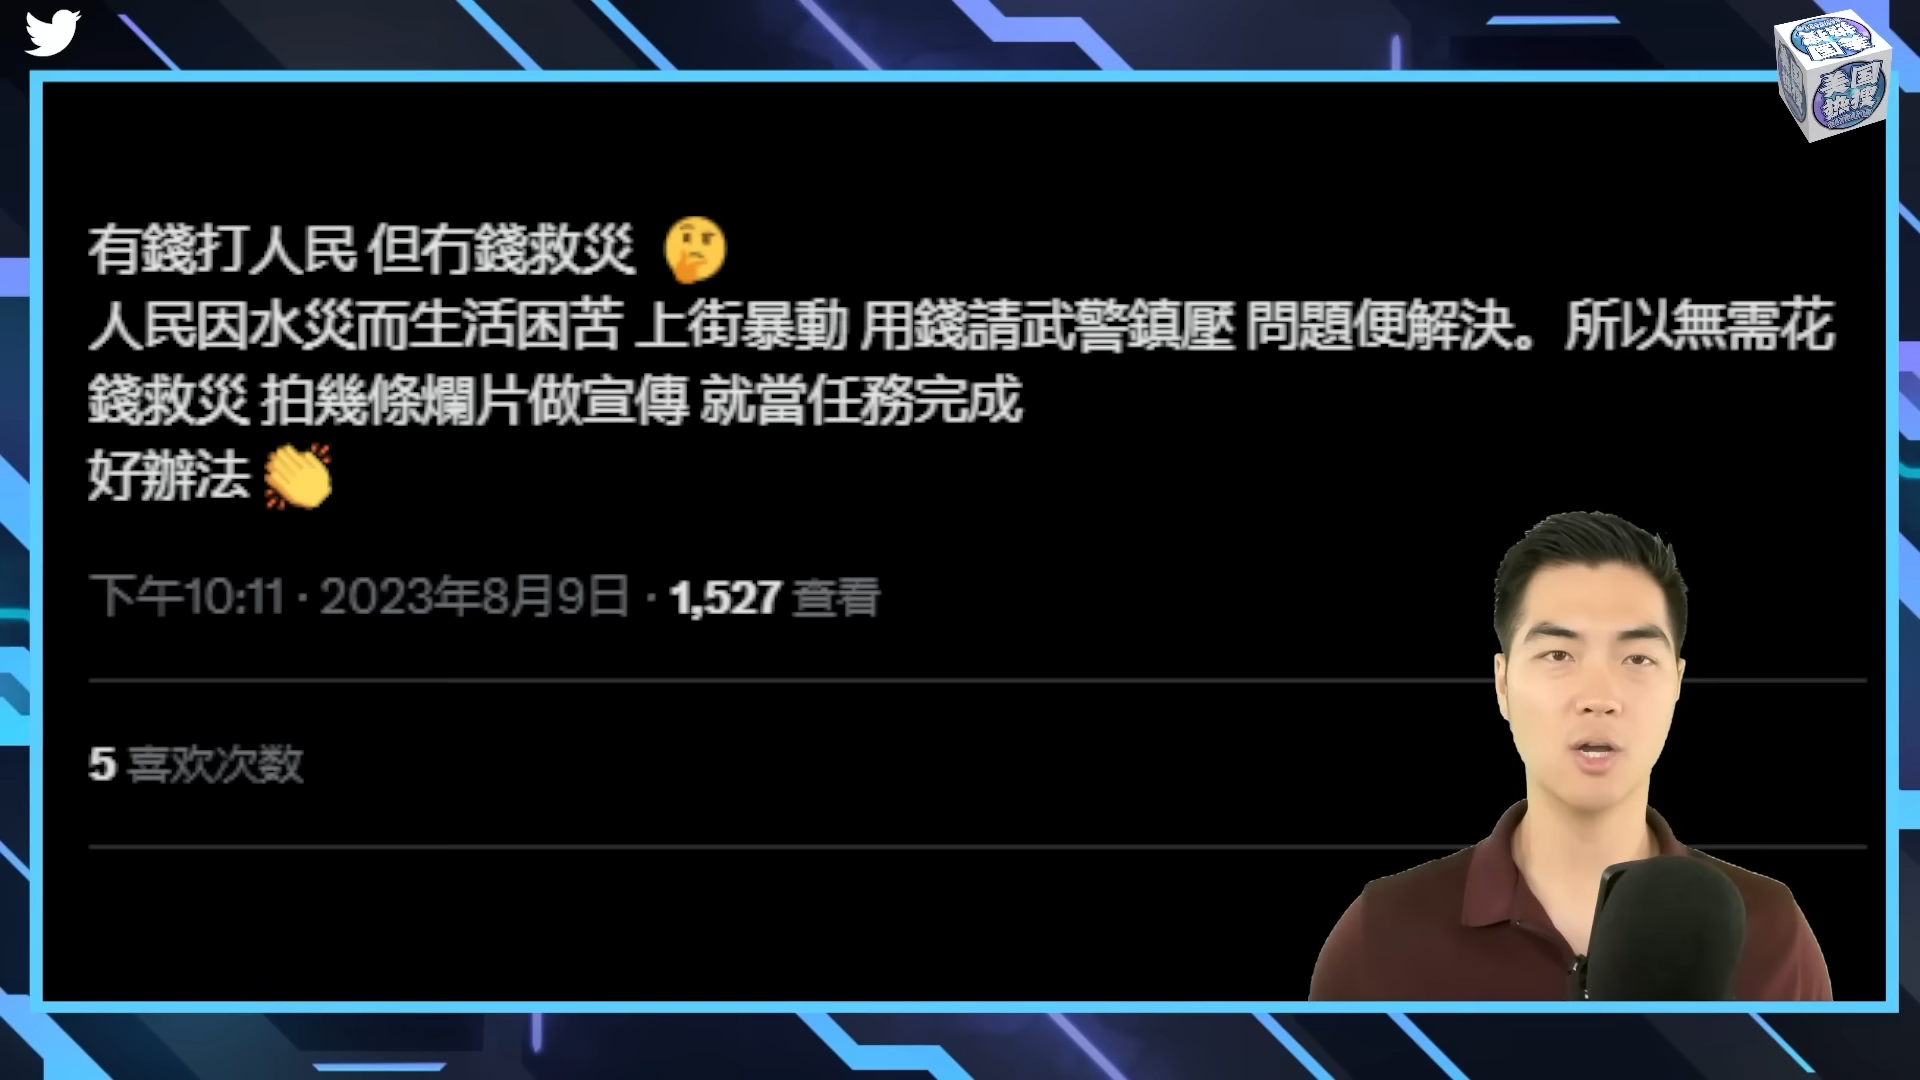 有錢打人民 但冇錢救災 🤔
人民因水災而生活困苦 上街暴動 用錢請武警鎮壓 問題便解決。所以無需花
錢救災 拍幾條爛片做宣傳 就當任務完成
好辦法 👏
下午10:11 · 2023年8月9日 · 1,527 查看
5 喜欢次数
美国
热搜